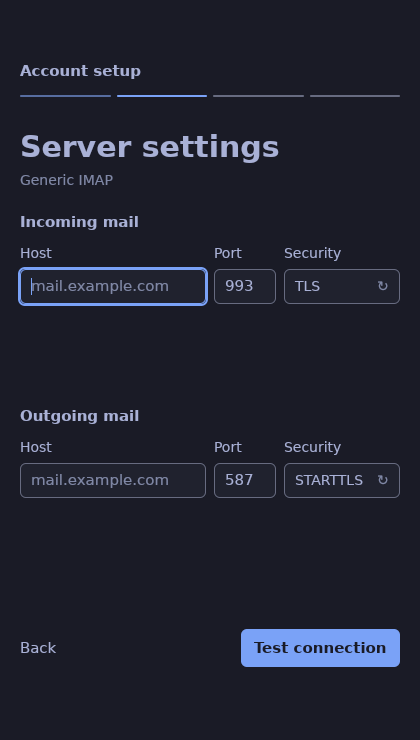 Account setup
Server settings
Generic IMAP
Incoming mail
Host Port Security
mail.example.com 993 TLS ↻
Outgoing mail
Host Port Security
mail.example.com 587 STARTTLS ↻
Back Test connection